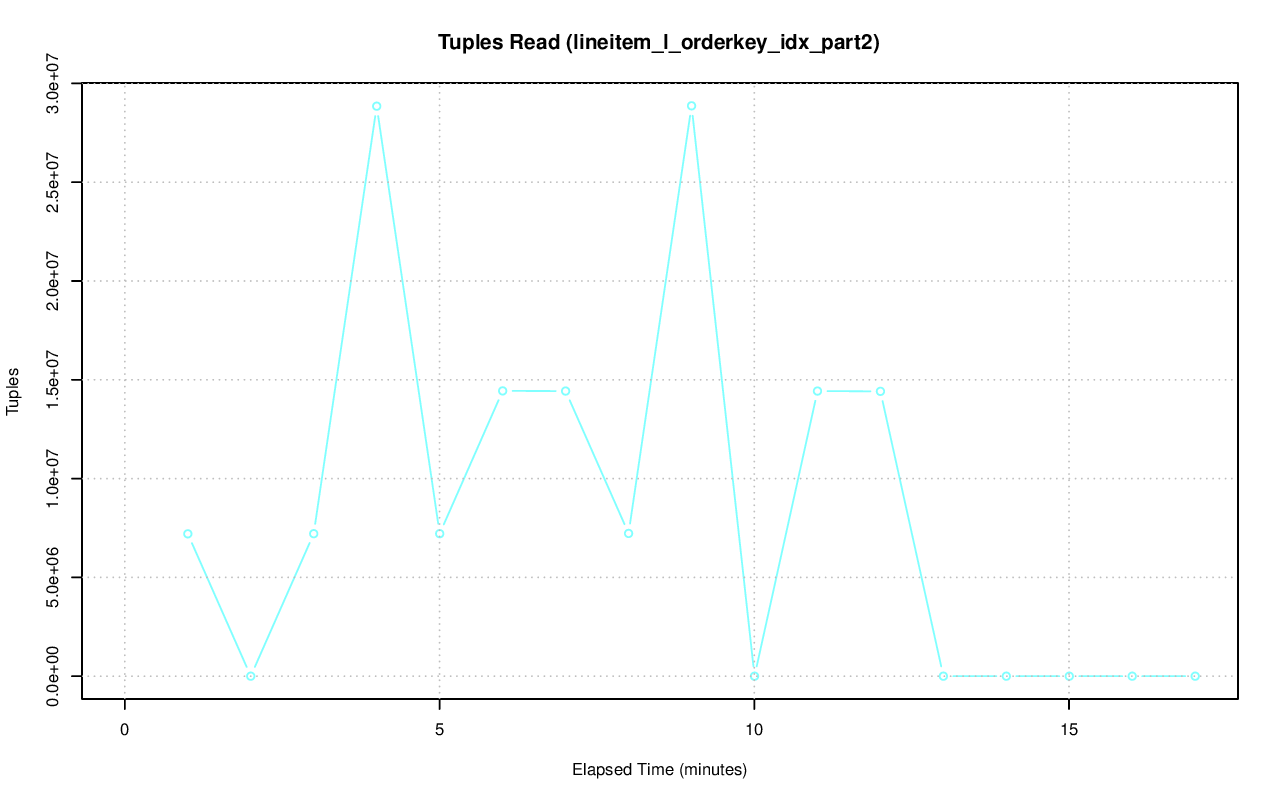 Tuples Read (lineitem_l_orderkey_idx_part2)
Tuples
3.0e+07
2.5e+07
2.0e+07
1.5e+07
1.0e+07
5.0e+06
0.0e+00
0 5 10 15
Elapsed Time (minutes)